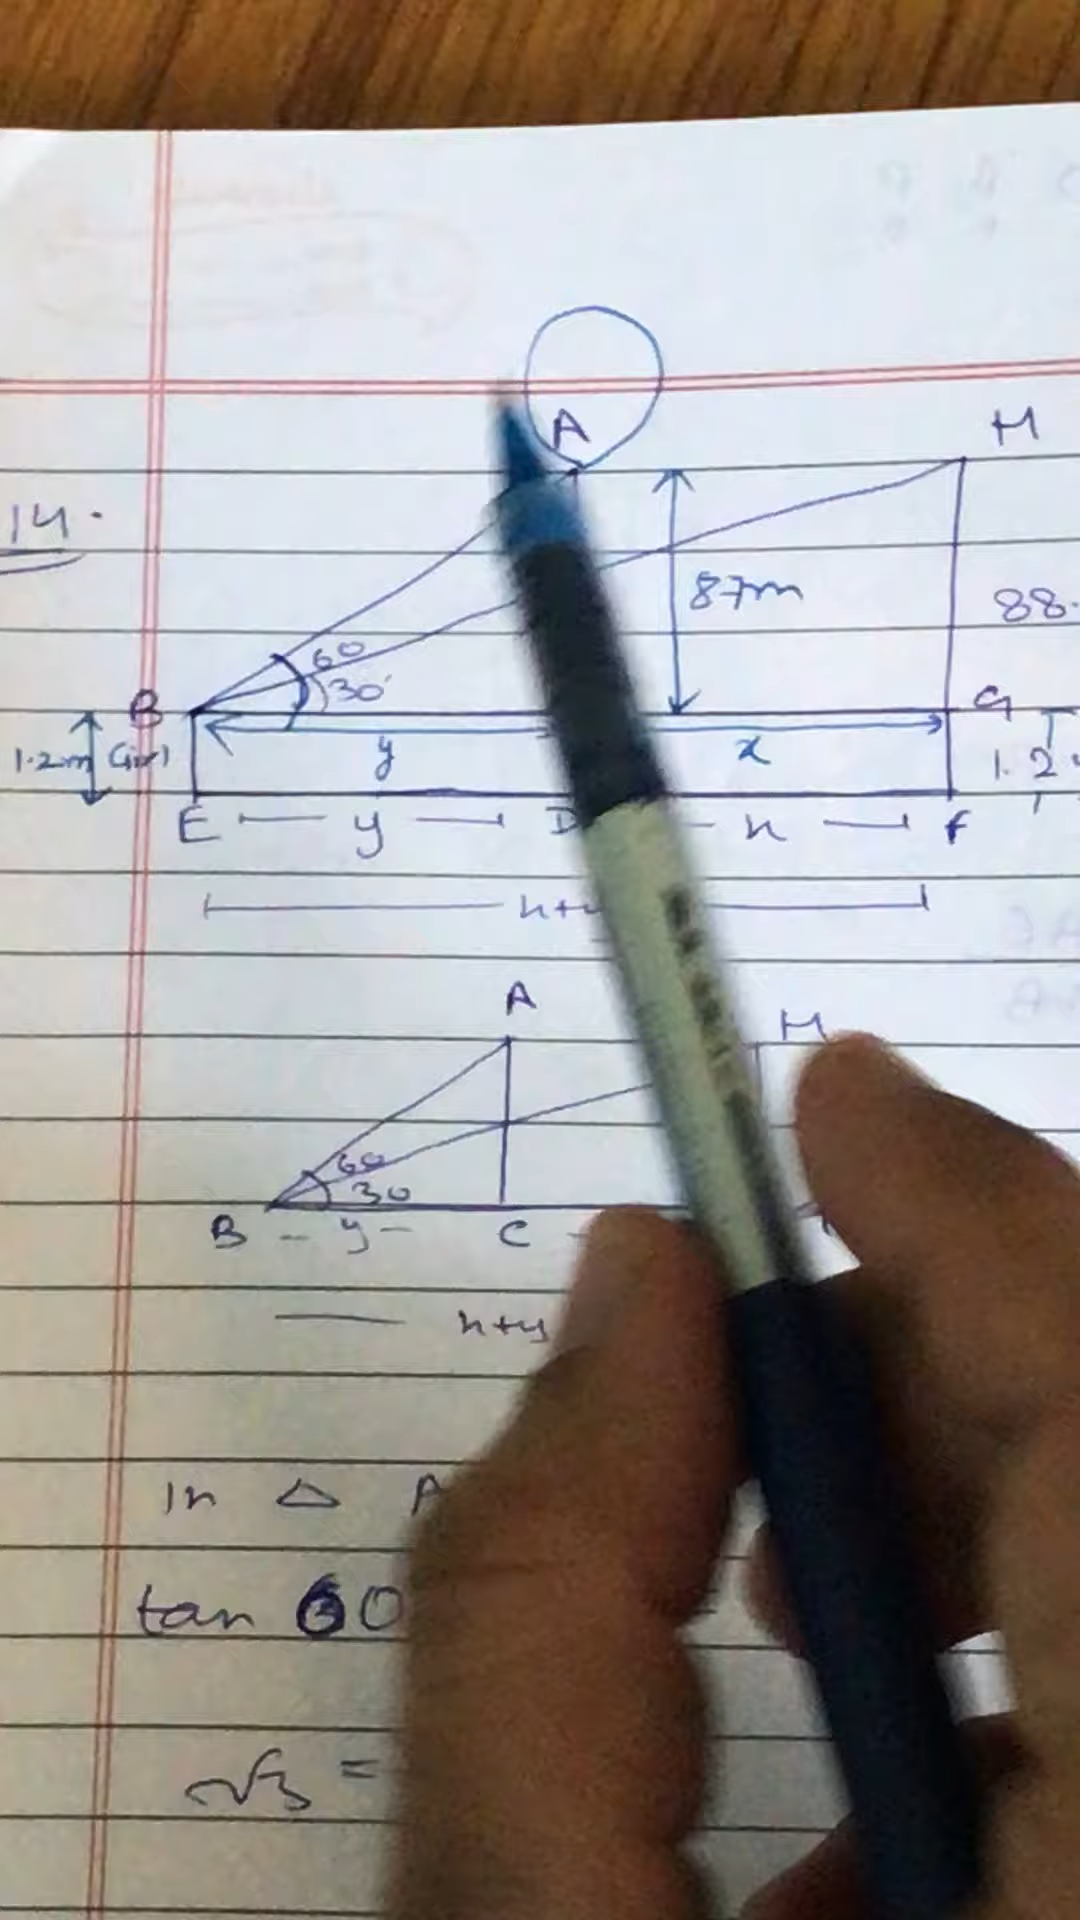 A
H
14.
87m
88.
60
30
B
G
1.2m Girl
y
x
1.2
E y D x F
A
H
60
30
B - y - C -
x+y
In △ A
tan 60
√3 =